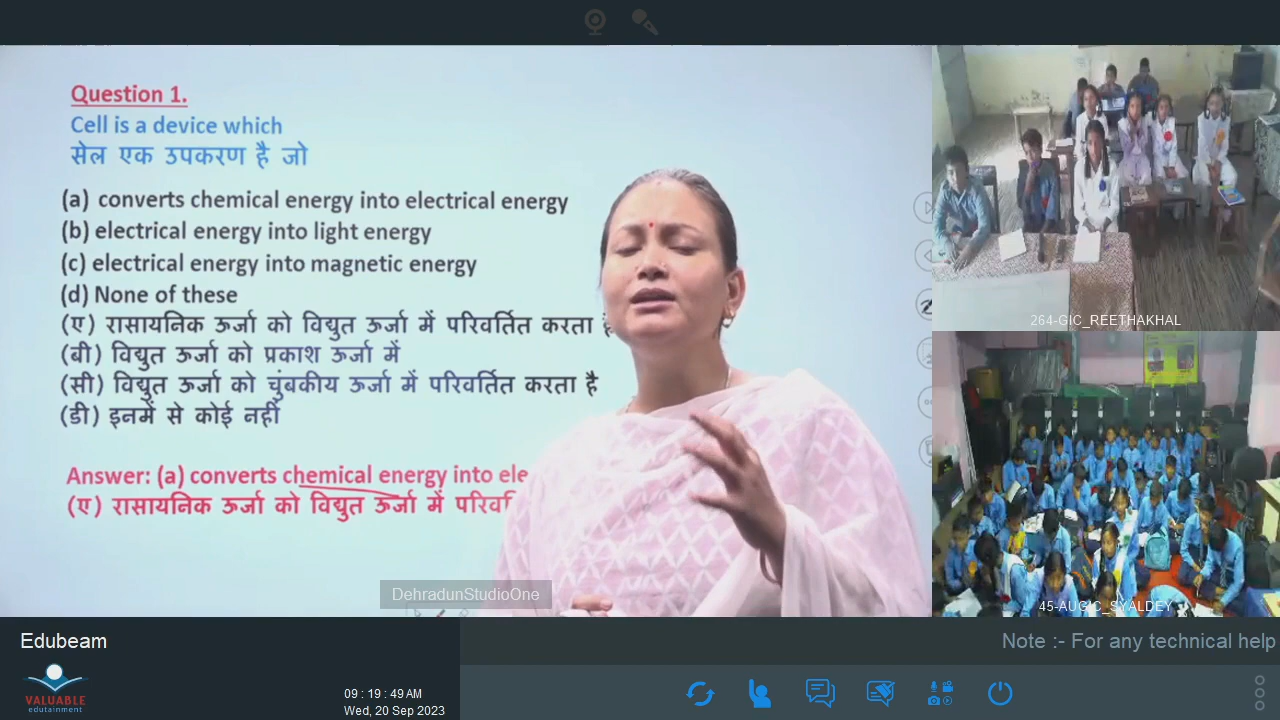 Question 1.
Cell is a device which
सेल एक उपकरण है जो
(a) converts chemical energy into electrical energy
(b) electrical energy into light energy
(c) electrical energy into magnetic energy
(d) None of these
(ए) रासायनिक ऊर्जा को विद्युत ऊर्जा में परिवर्तित करता
(बी) विद्युत ऊर्जा को प्रकाश ऊर्जा में
(सी) विद्युत ऊर्जा को चुंबकीय ऊर्जा में परिवर्तित करता है
(डी) इनमें से कोई नहीं
Answer: (a) converts chemical energy into ele
(ए) रासायनिक ऊर्जा को विद्युत ऊर्जा में
DehradunStudioOne
264-GIC_REETHAKHAL
45-AUGIC_SYALDEY
Edubeam
VALUABLE
edutainment
09 : 19 : 49 AM
Wed, 20 Sep 2023
Note :- For any technical help